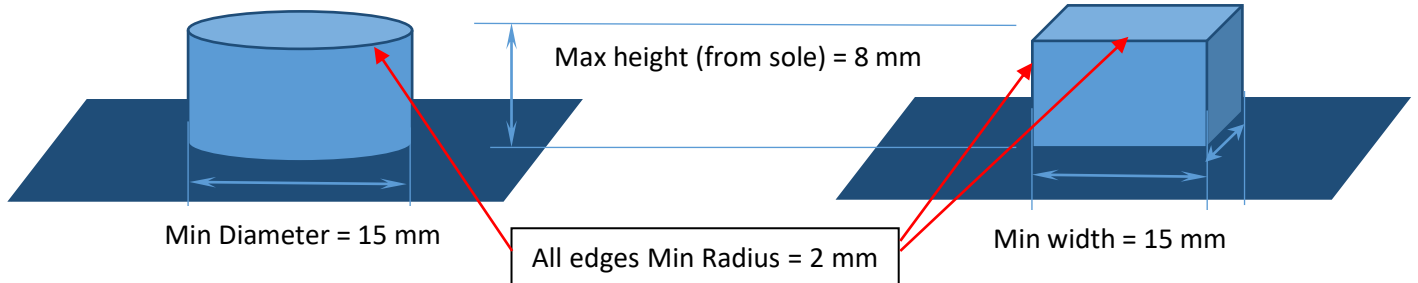 Max height (from sole) = 8 mm
Min Diameter = 15 mm
Min width = 15 mm
All edges Min Radius = 2 mm